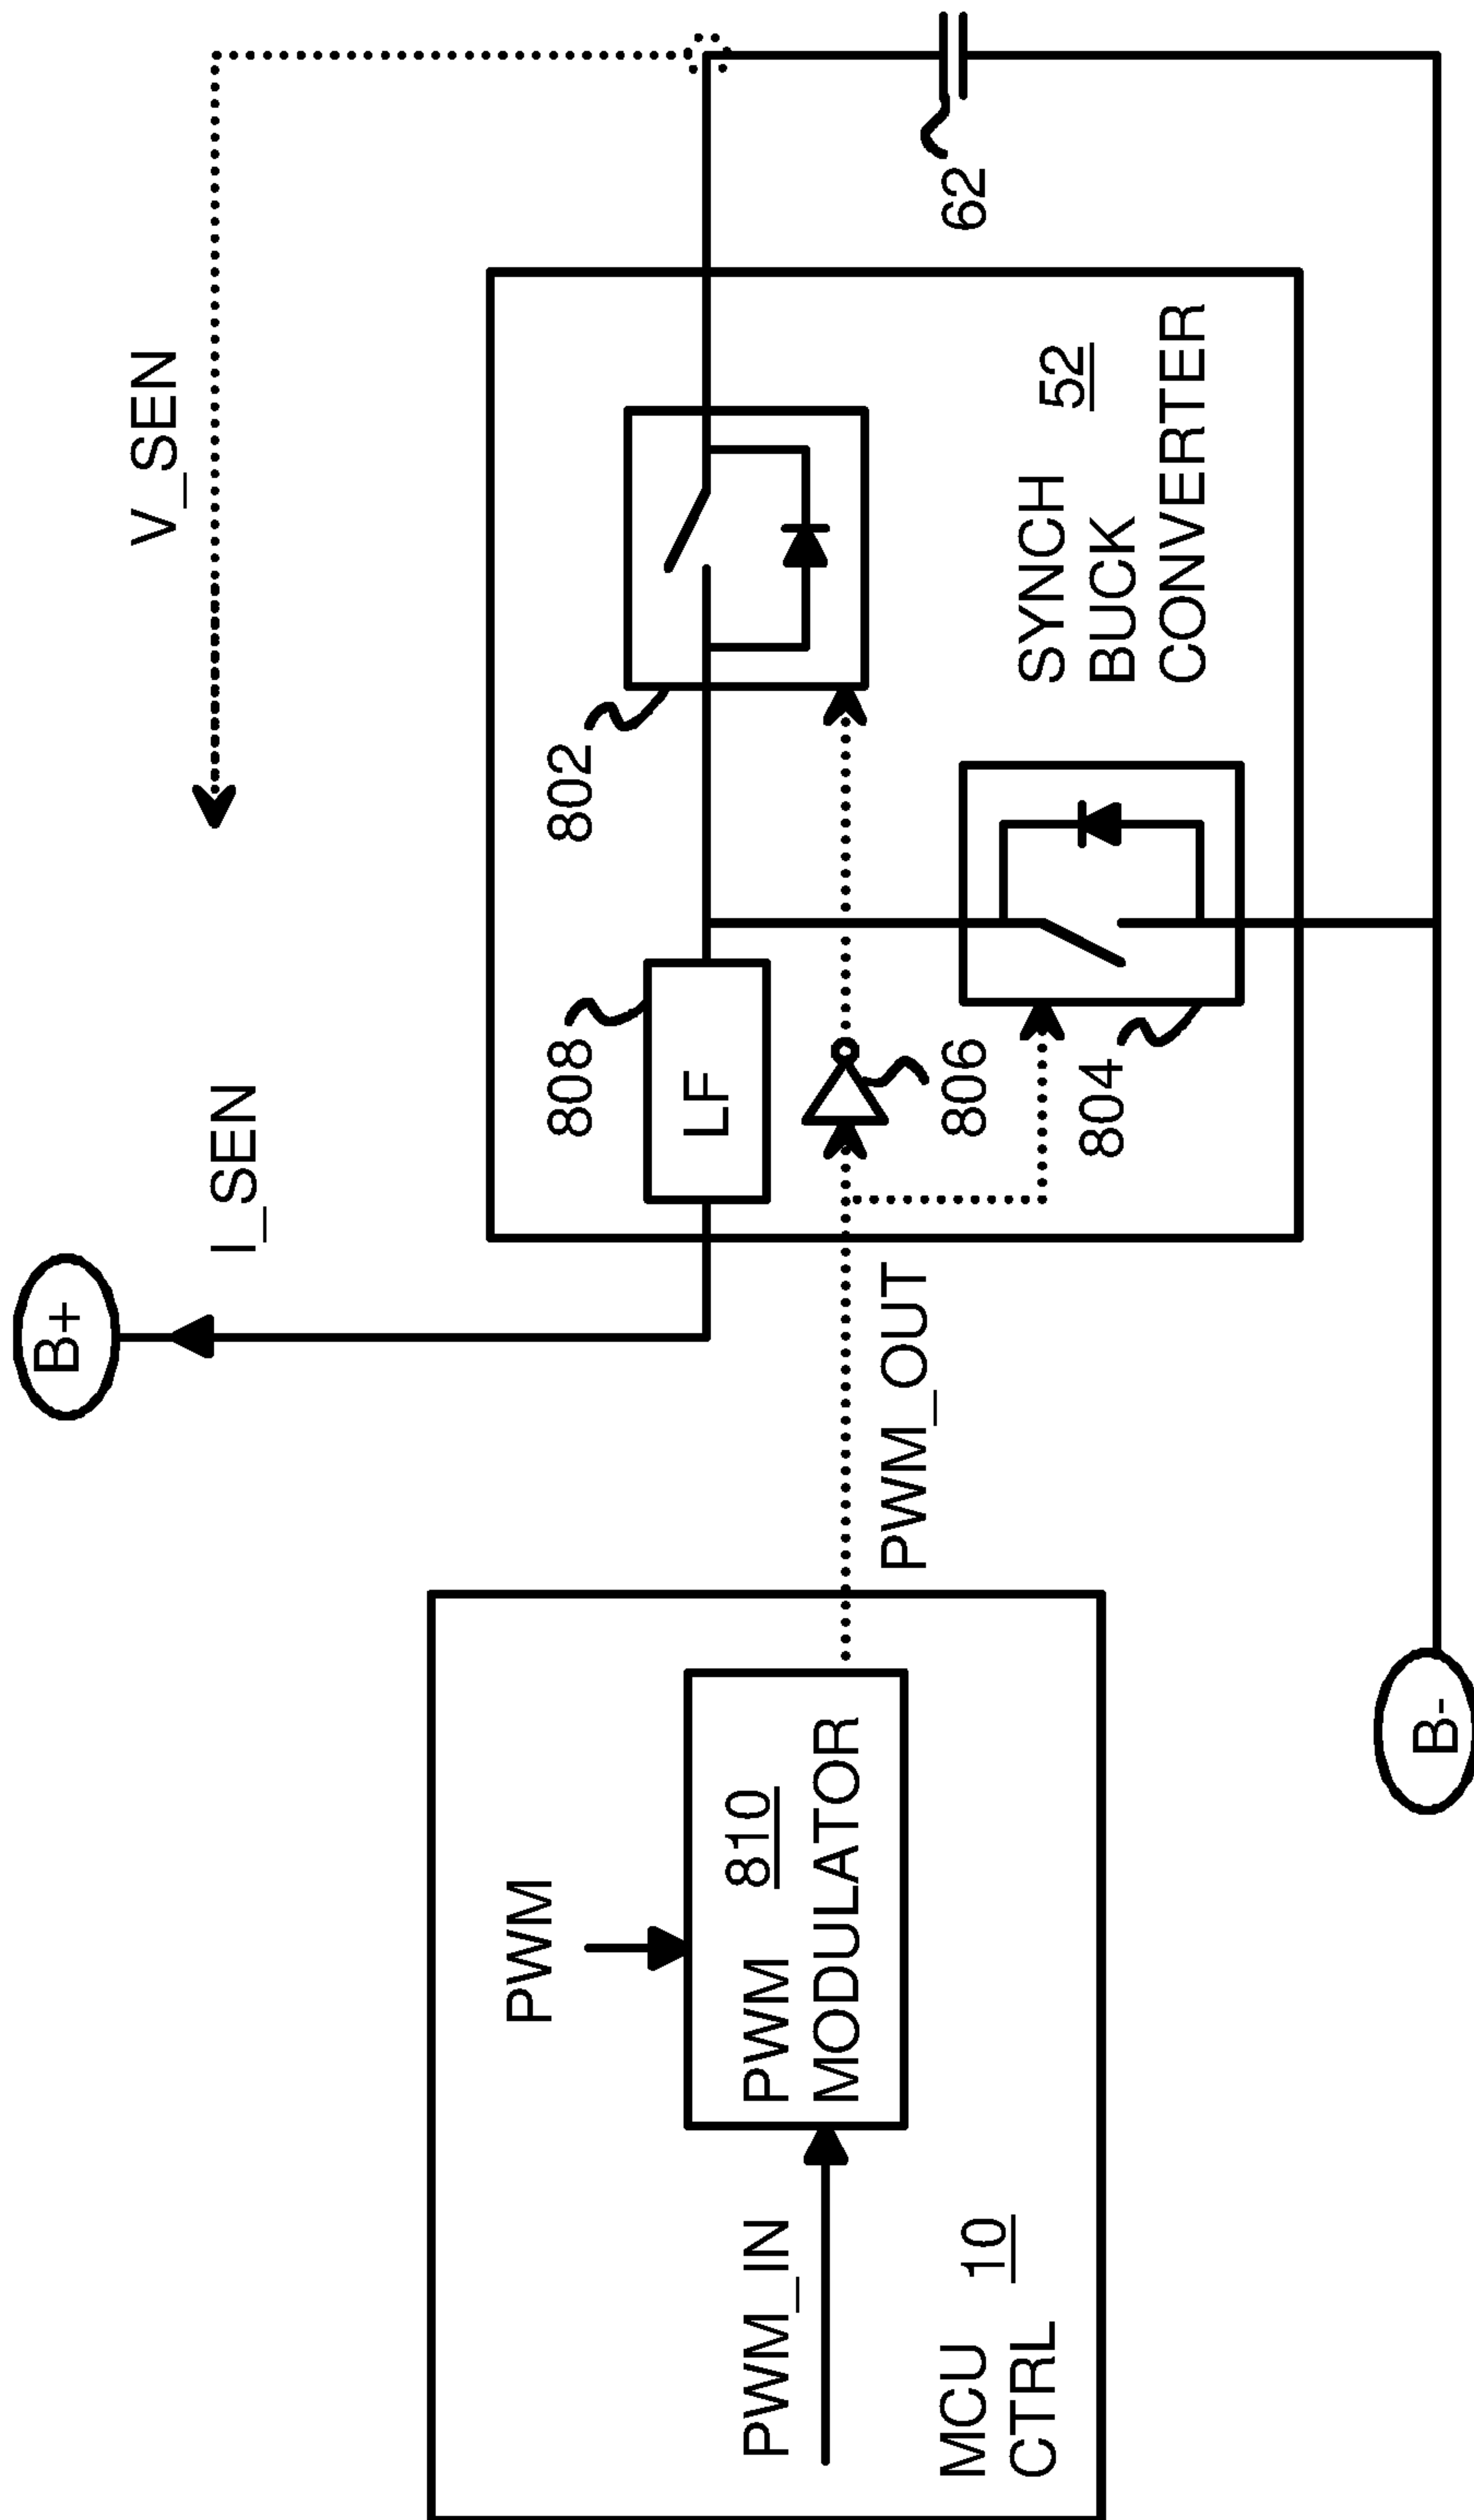 B+
I_SEN
V_SEN
PWM
PWM_IN
PWM 810
MODULATOR
MCU 10
CTRL
PWM_OUT
808
LF
802
806
804
SYNCH
BUCK 52
CONVERTER
62
B-